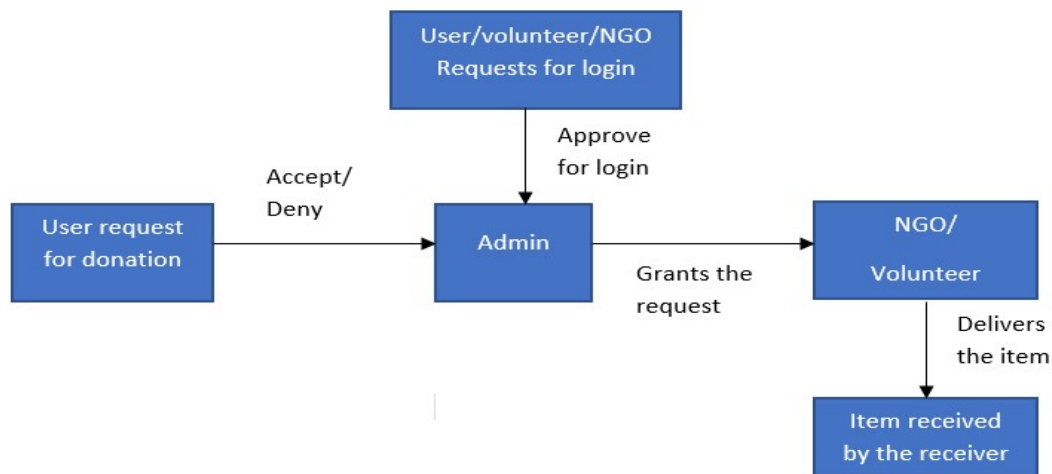 User/volunteer/NGO
Requests for login
Approve
for login
Accept/
Deny
User request
for donation
Admin
Grants the
request
NGO/
Volunteer
Delivers
the item
Item received
by the receiver